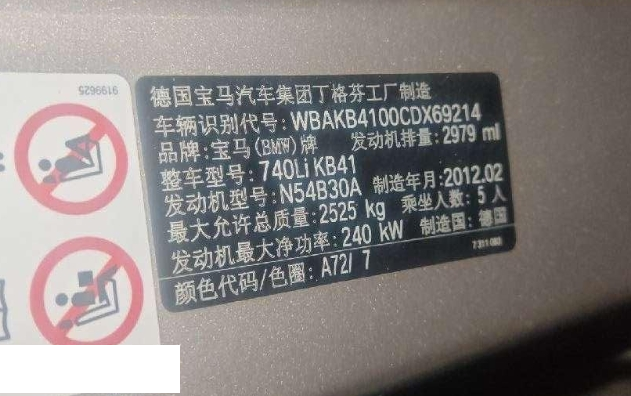 9199625
德国宝马汽车集团丁格芬工厂制造
车辆识别代号: WBAKB4100CDX69214
品牌: 宝马(BMW)牌 发动机排量: 2979 ml
整车型号: 740Li KB41
发动机型号: N54B30A 制造年月: 2012.02
最大允许总质量: 2525 kg 乘坐人数: 5 人
发动机最大净功率: 240 kW 制造国: 德国
颜色代码/色圈: A72/ 7
7 311 083